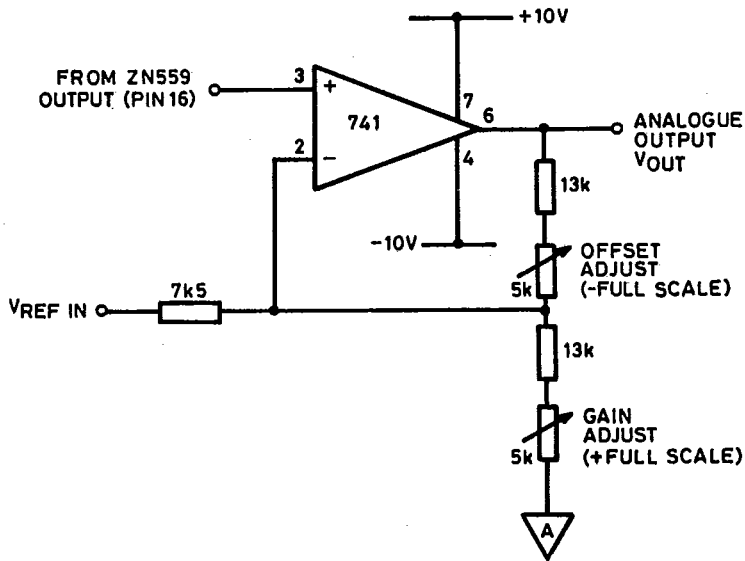 +10V
FROM ZN559
OUTPUT (PIN 16)
3
+
7
741
6
ANALOGUE
OUTPUT
VOUT
2
−
4
13k
-10V
OFFSET
ADJUST
(-FULL SCALE)
5k
VREF IN
7k5
13k
GAIN
ADJUST
(+FULL SCALE)
5k
A